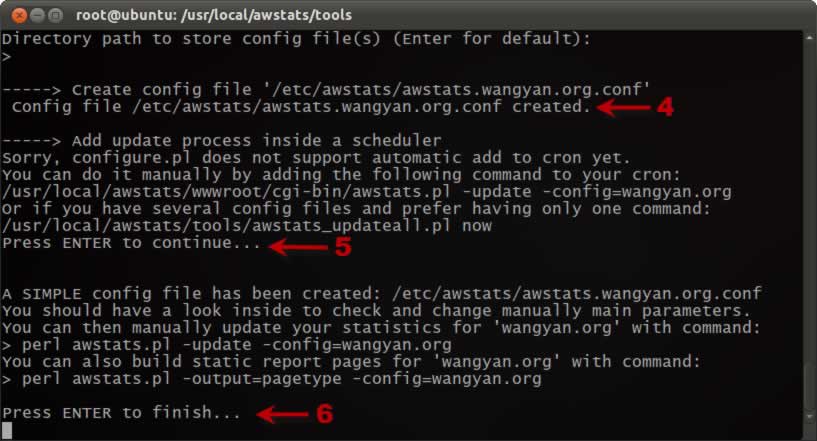 root@ubuntu: /usr/local/awstats/tools
Directory path to store config file(s) (Enter for default):
>
-----> Create config file '/etc/awstats/awstats.wangyan.org.conf'
Config file /etc/awstats/awstats.wangyan.org.conf created. 4
-----> Add update process inside a scheduler
Sorry, configure.pl does not support automatic add to cron yet.
You can do it manually by adding the following command to your cron:
/usr/local/awstats/wwwroot/cgi-bin/awstats.pl -update -config=wangyan.org
Or if you have several config files and prefer having only one command:
/usr/local/awstats/tools/awstats_updateall.pl now
Press ENTER to continue... 5
A SIMPLE config file has been created: /etc/awstats/awstats.wangyan.org.conf
You should have a look inside to check and change manually main parameters.
You can then manually update your statistics for 'wangyan.org' with command:
> perl awstats.pl -update -config=wangyan.org
You can also build static report pages for 'wangyan.org' with command:
> perl awstats.pl -output=pagetype -config=wangyan.org
Press ENTER to finish... 6